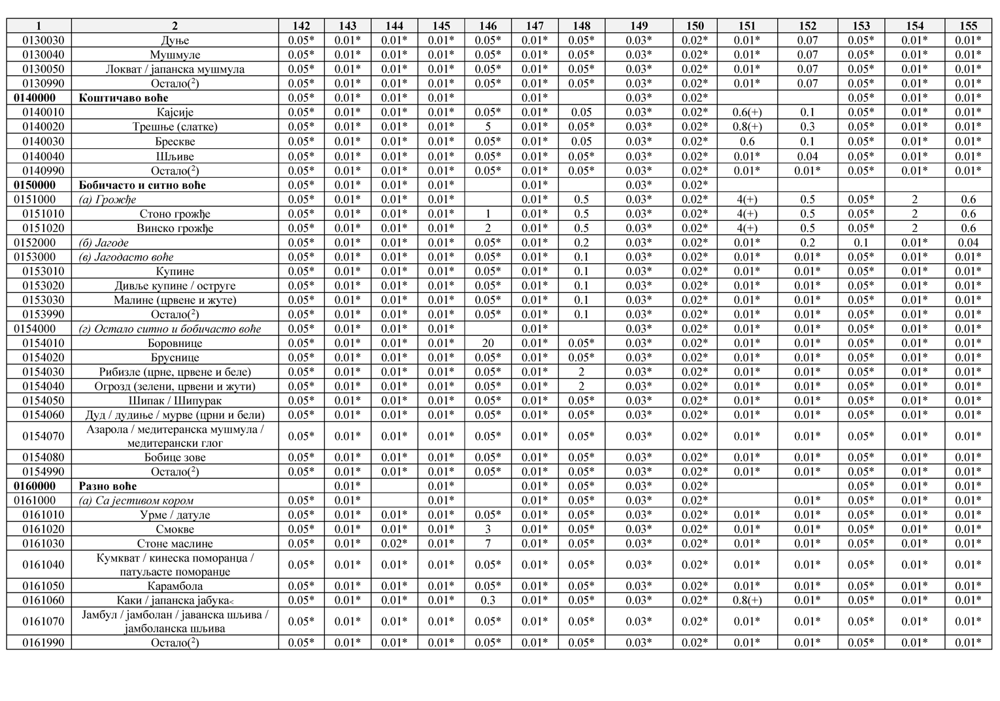 1 2 142 143 144 145 146 147 148 149 150 151 152 153 154 155
0130030 Дуње 0.05* 0.01* 0.01* 0.01* 0.05* 0.01* 0.05* 0.03* 0.02* 0.01* 0.07 0.05* 0.01* 0.01*
0130040 Мушмуле 0.05* 0.01* 0.01* 0.01* 0.05* 0.01* 0.05* 0.03* 0.02* 0.01* 0.07 0.05* 0.01* 0.01*
0130050 Локват / јапанска мушмула 0.05* 0.01* 0.01* 0.01* 0.05* 0.01* 0.05* 0.03* 0.02* 0.01* 0.07 0.05* 0.01* 0.01*
0130990 Остало(2) 0.05* 0.01* 0.01* 0.01* 0.05* 0.01* 0.05* 0.03* 0.02* 0.01* 0.07 0.05* 0.01* 0.01*
0140000 Коштичаво воће 0.05* 0.01* 0.01* 0.01* 0.01* 0.03* 0.02* 0.05* 0.01* 0.01*
0140010 Кајсије 0.05* 0.01* 0.01* 0.01* 0.05* 0.01* 0.05 0.03* 0.02* 0.6(+) 0.1 0.05* 0.01* 0.01*
0140020 Трешње (слатке) 0.05* 0.01* 0.01* 0.01* 5 0.01* 0.05* 0.03* 0.02* 0.8(+) 0.3 0.05* 0.01* 0.01*
0140030 Брескве 0.05* 0.01* 0.01* 0.01* 0.05* 0.01* 0.05 0.03* 0.02* 0.6 0.1 0.05* 0.01* 0.01*
0140040 Шљиве 0.05* 0.01* 0.01* 0.01* 0.05* 0.01* 0.05* 0.03* 0.02* 0.01* 0.04 0.05* 0.01* 0.01*
0140990 Остало(2) 0.05* 0.01* 0.01* 0.01* 0.05* 0.01* 0.05* 0.03* 0.02* 0.01* 0.01* 0.05* 0.01* 0.01*
0150000 Бобичасто и ситно воће 0.05* 0.01* 0.01* 0.01* 0.01* 0.03* 0.02*
0151000 (а) Грожђе 0.05* 0.01* 0.01* 0.01* 0.01* 0.5 0.03* 0.02* 4(+) 0.5 0.05* 2 0.6
0151010 Стоно грожђе 0.05* 0.01* 0.01* 0.01* 1 0.01* 0.5 0.03* 0.02* 4(+) 0.5 0.05* 2 0.6
0151020 Винско грожђе 0.05* 0.01* 0.01* 0.01* 2 0.01* 0.5 0.03* 0.02* 4(+) 0.5 0.05* 2 0.6
0152000 (б) Јагоде 0.05* 0.01* 0.01* 0.01* 0.05* 0.01* 0.2 0.03* 0.02* 0.01* 0.2 0.1 0.01* 0.04
0153000 (в) Јагодасто воће 0.05* 0.01* 0.01* 0.01* 0.05* 0.01* 0.1 0.03* 0.02* 0.01* 0.01* 0.05* 0.01* 0.01*
0153010 Купине 0.05* 0.01* 0.01* 0.01* 0.05* 0.01* 0.1 0.03* 0.02* 0.01* 0.01* 0.05* 0.01* 0.01*
0153020 Дивље купине / оструге 0.05* 0.01* 0.01* 0.01* 0.05* 0.01* 0.1 0.03* 0.02* 0.01* 0.01* 0.05* 0.01* 0.01*
0153030 Малине (црвене и жуте) 0.05* 0.01* 0.01* 0.01* 0.05* 0.01* 0.1 0.03* 0.02* 0.01* 0.01* 0.05* 0.01* 0.01*
0153990 Остало(2) 0.05* 0.01* 0.01* 0.01* 0.05* 0.01* 0.1 0.03* 0.02* 0.01* 0.01* 0.05* 0.01* 0.01*
0154000 (г) Остало ситно и бобичасто воће 0.05* 0.01* 0.01* 0.01* 0.01* 0.03* 0.02* 0.01* 0.01* 0.05* 0.01* 0.01*
0154010 Боровнице 0.05* 0.01* 0.01* 0.01* 20 0.01* 0.05* 0.03* 0.02* 0.01* 0.01* 0.05* 0.01* 0.01*
0154020 Бруснице 0.05* 0.01* 0.01* 0.01* 0.05* 0.01* 0.05* 0.03* 0.02* 0.01* 0.01* 0.05* 0.01* 0.01*
0154030 Рибизле (црне, црвене и беле) 0.05* 0.01* 0.01* 0.01* 0.05* 0.01* 2 0.03* 0.02* 0.01* 0.01* 0.05* 0.01* 0.01*
0154040 Огрозд (зелени, црвени и жути) 0.05* 0.01* 0.01* 0.01* 0.05* 0.01* 2 0.03* 0.02* 0.01* 0.01* 0.05* 0.01* 0.01*
0154050 Шипак / Шипурак 0.05* 0.01* 0.01* 0.01* 0.05* 0.01* 0.05* 0.03* 0.02* 0.01* 0.01* 0.05* 0.01* 0.01*
0154060 Дуд / дудиње / мурве (црни и бели) 0.05* 0.01* 0.01* 0.01* 0.05* 0.01* 0.05* 0.03* 0.02* 0.01* 0.01* 0.05* 0.01* 0.01*
Азарола / медитеранска мушмула /
0154070 медитерански глог 0.05* 0.01* 0.01* 0.01* 0.05* 0.01* 0.05* 0.03* 0.02* 0.01* 0.01* 0.05* 0.01* 0.01*
0154080 Бобице зове 0.05* 0.01* 0.01* 0.01* 0.05* 0.01* 0.05* 0.03* 0.02* 0.01* 0.01* 0.05* 0.01* 0.01*
0154990 Остало(2) 0.05* 0.01* 0.01* 0.01* 0.05* 0.01* 0.05* 0.03* 0.02* 0.01* 0.01* 0.05* 0.01* 0.01*
0160000 Разно воће 0.01* 0.01* 0.01* 0.05* 0.03* 0.02* 0.05* 0.01* 0.01*
0161000 (а) Са јестивом кором 0.05* 0.01* 0.01* 0.01* 0.05* 0.03* 0.02* 0.01* 0.05* 0.01* 0.01*
0161010 Урме / датуле 0.05* 0.01* 0.01* 0.01* 0.05* 0.01* 0.05* 0.03* 0.02* 0.01* 0.01* 0.05* 0.01* 0.01*
0161020 Смокве 0.05* 0.01* 0.01* 0.01* 3 0.01* 0.05* 0.03* 0.02* 0.01* 0.01* 0.05* 0.01* 0.01*
0161030 Стоне маслине 0.05* 0.01* 0.02* 0.01* 7 0.01* 0.05* 0.03* 0.02* 0.01* 0.01* 0.05* 0.01* 0.01*
Кумкват / кинеска поморанџа /
0161040 патуљасте поморанџе 0.05* 0.01* 0.01* 0.01* 0.05* 0.01* 0.05* 0.03* 0.02* 0.01* 0.01* 0.05* 0.01* 0.01*
0161050 Карамбола 0.05* 0.01* 0.01* 0.01* 0.05* 0.01* 0.05* 0.03* 0.02* 0.01* 0.01* 0.05* 0.01* 0.01*
0161060 Каки / јапанска јабука< 0.05* 0.01* 0.01* 0.01* 0.3 0.01* 0.05* 0.03* 0.02* 0.8(+) 0.01* 0.05* 0.01* 0.01*
Јамбул / јамболан / јаванска шљива /
0161070 јамболанска шљива 0.05* 0.01* 0.01* 0.01* 0.05* 0.01* 0.05* 0.03* 0.02* 0.01* 0.01* 0.05* 0.01* 0.01*
0161990 Остало(2) 0.05* 0.01* 0.01* 0.01* 0.05* 0.01* 0.05* 0.03* 0.02* 0.01* 0.01* 0.05* 0.01* 0.01*